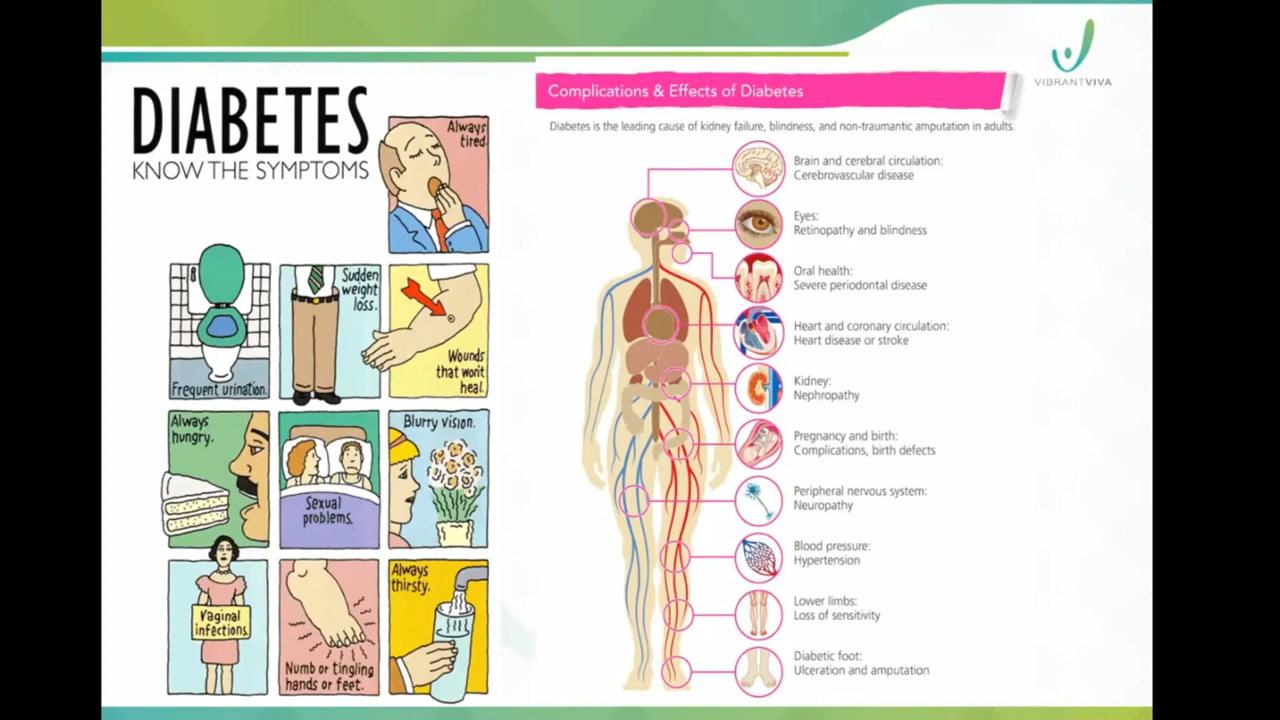 VIBRANTVIVA
DIABETES
KNOW THE SYMPTOMS
Always
tired.
Frequent urination.
Sudden
weight
loss.
Wounds
that won't
heal.
Always
hungry.
Sexual
problems.
Blurry vision.
Vaginal
infections.
Numb or tingling
hands or feet.
Always
thirsty.
Complications & Effects of Diabetes
Diabetes is the leading cause of kidney failure, blindness, and non-traumantic amputation in adults.
Brain and cerebral circulation:
Cerebrovascular disease
Eyes:
Retinopathy and blindness
Oral health:
Severe periodontal disease
Heart and coronary circulation:
Heart disease or stroke
Kidney:
Nephropathy
Pregnancy and birth:
Complications, birth defects
Peripheral nervous system:
Neuropathy
Blood pressure:
Hypertension
Lower limbs:
Loss of sensitivity
Diabetic foot:
Ulceration and amputation